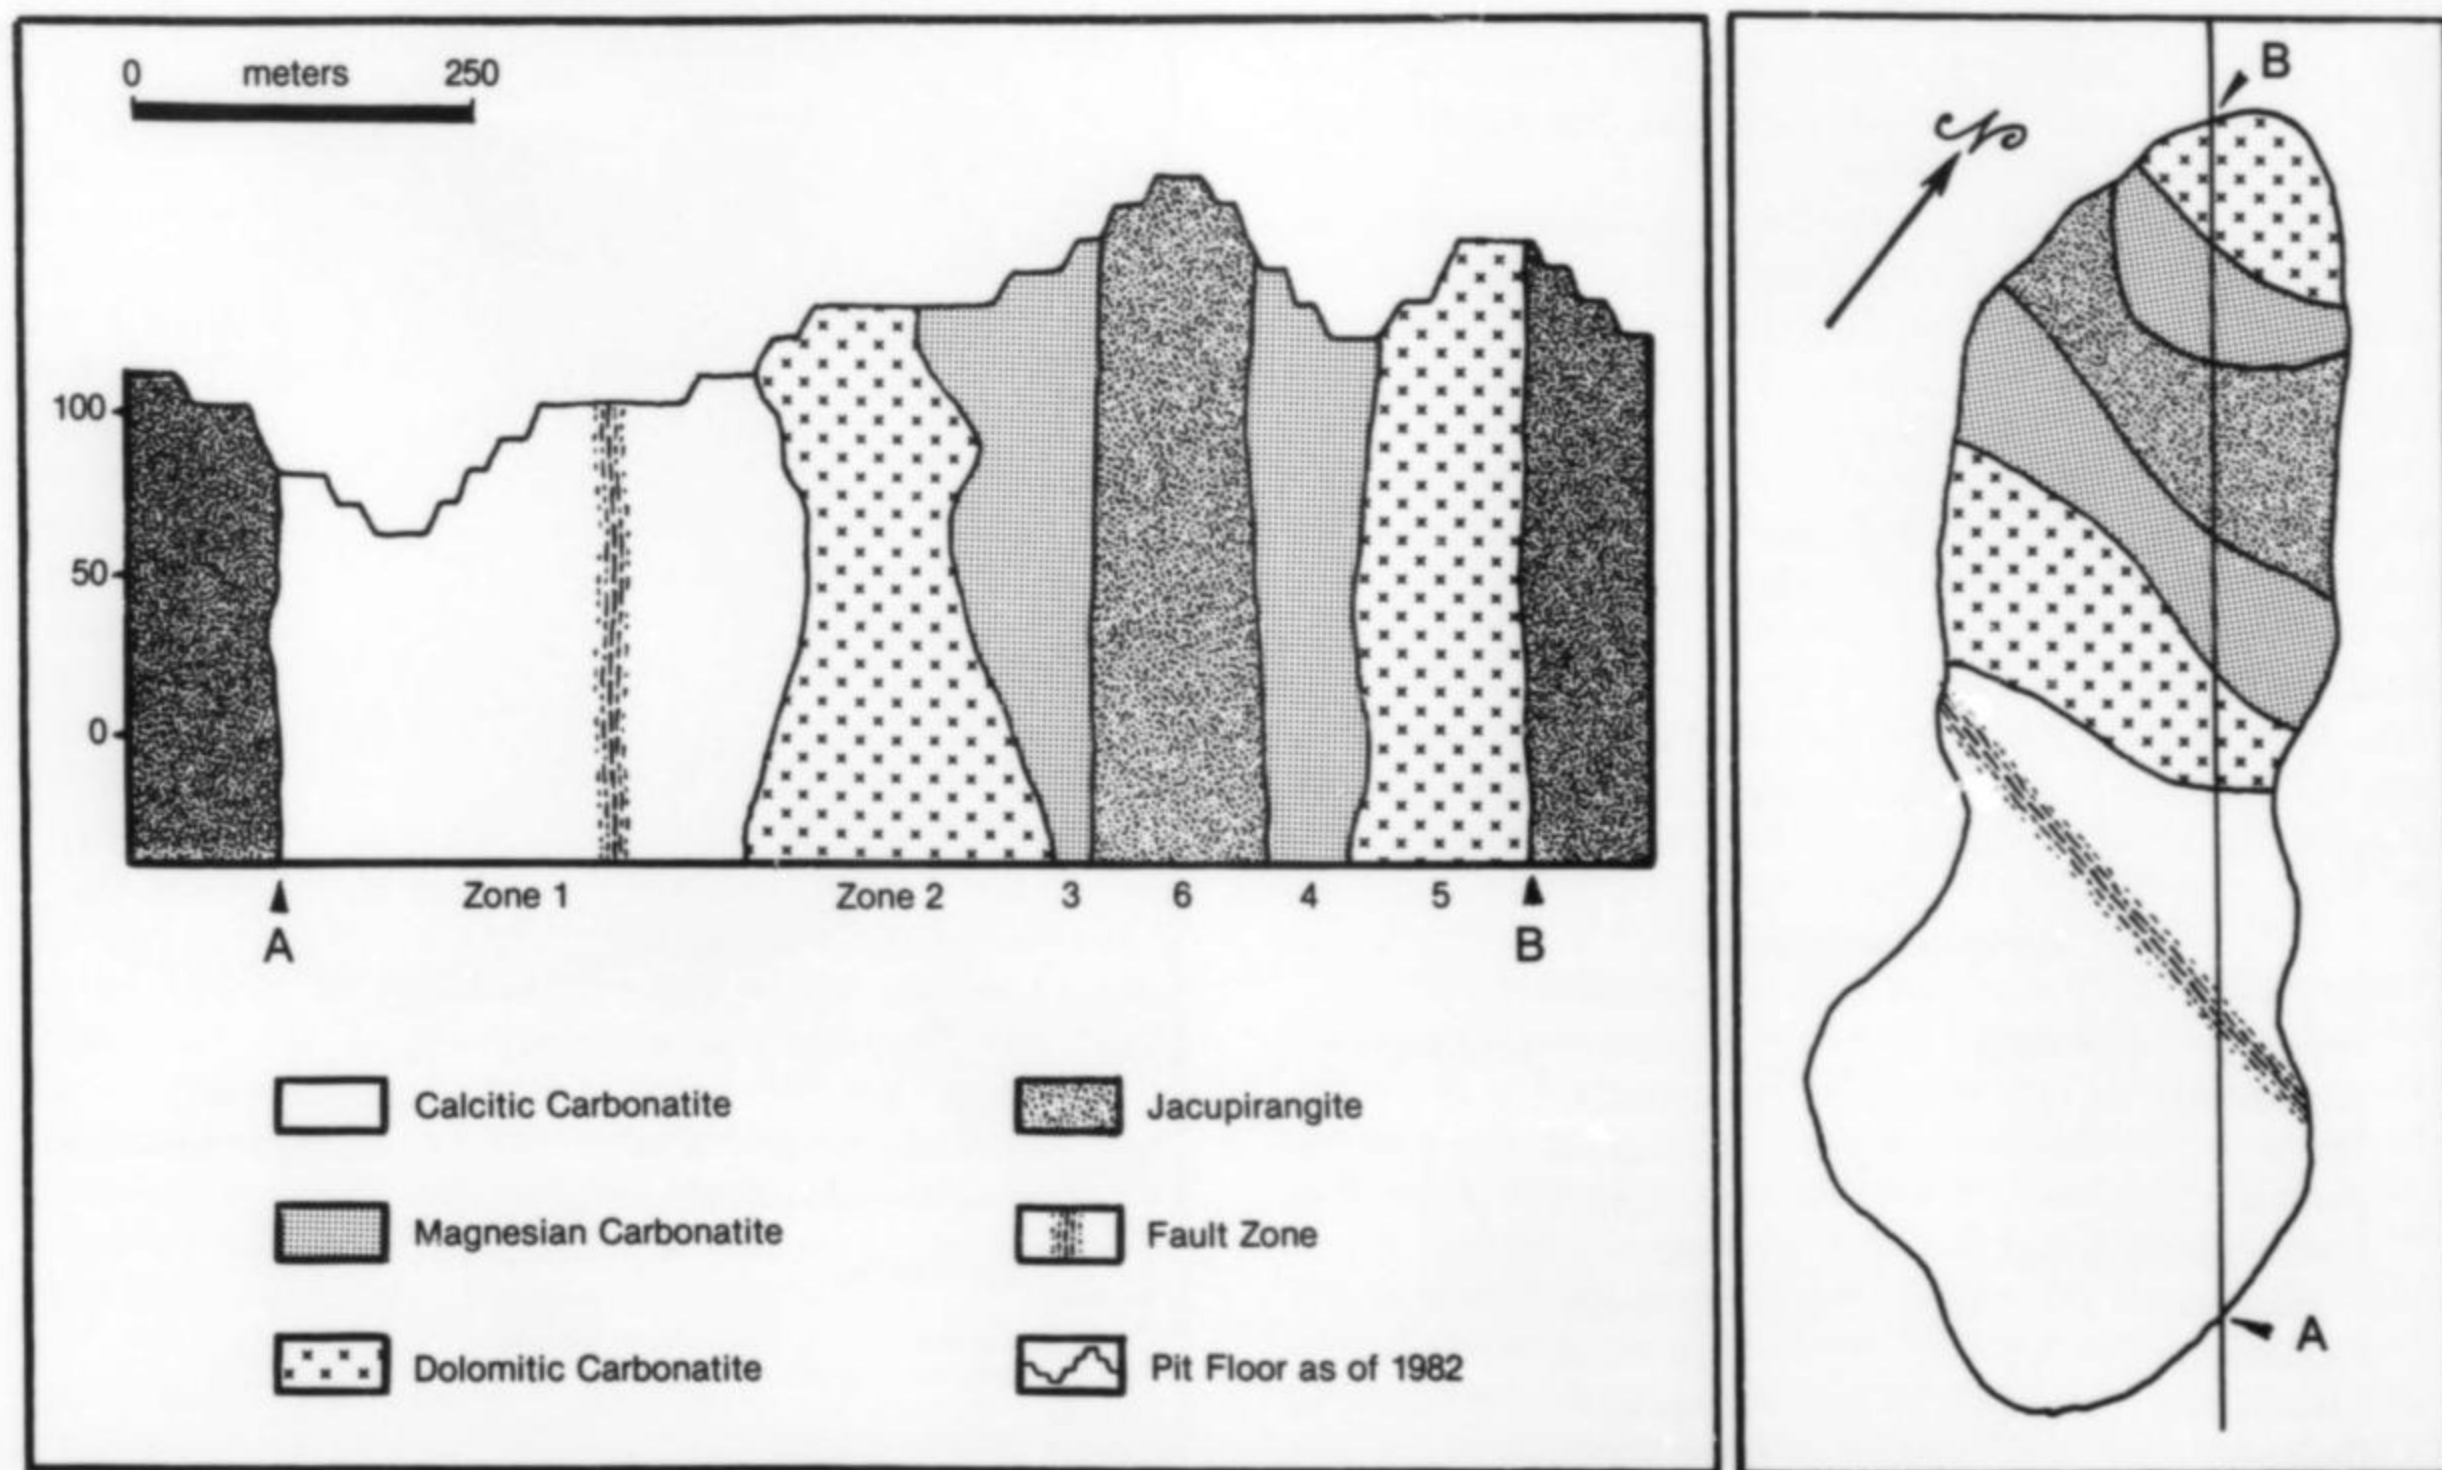 0 meters 250
100
50
0
Zone 1 Zone 2 3 6 4 5
A B
Calcitic Carbonatite
Magnesian Carbonatite
Dolomitic Carbonatite
Jacupirangite
Fault Zone
Pit Floor as of 1982
B
N
A